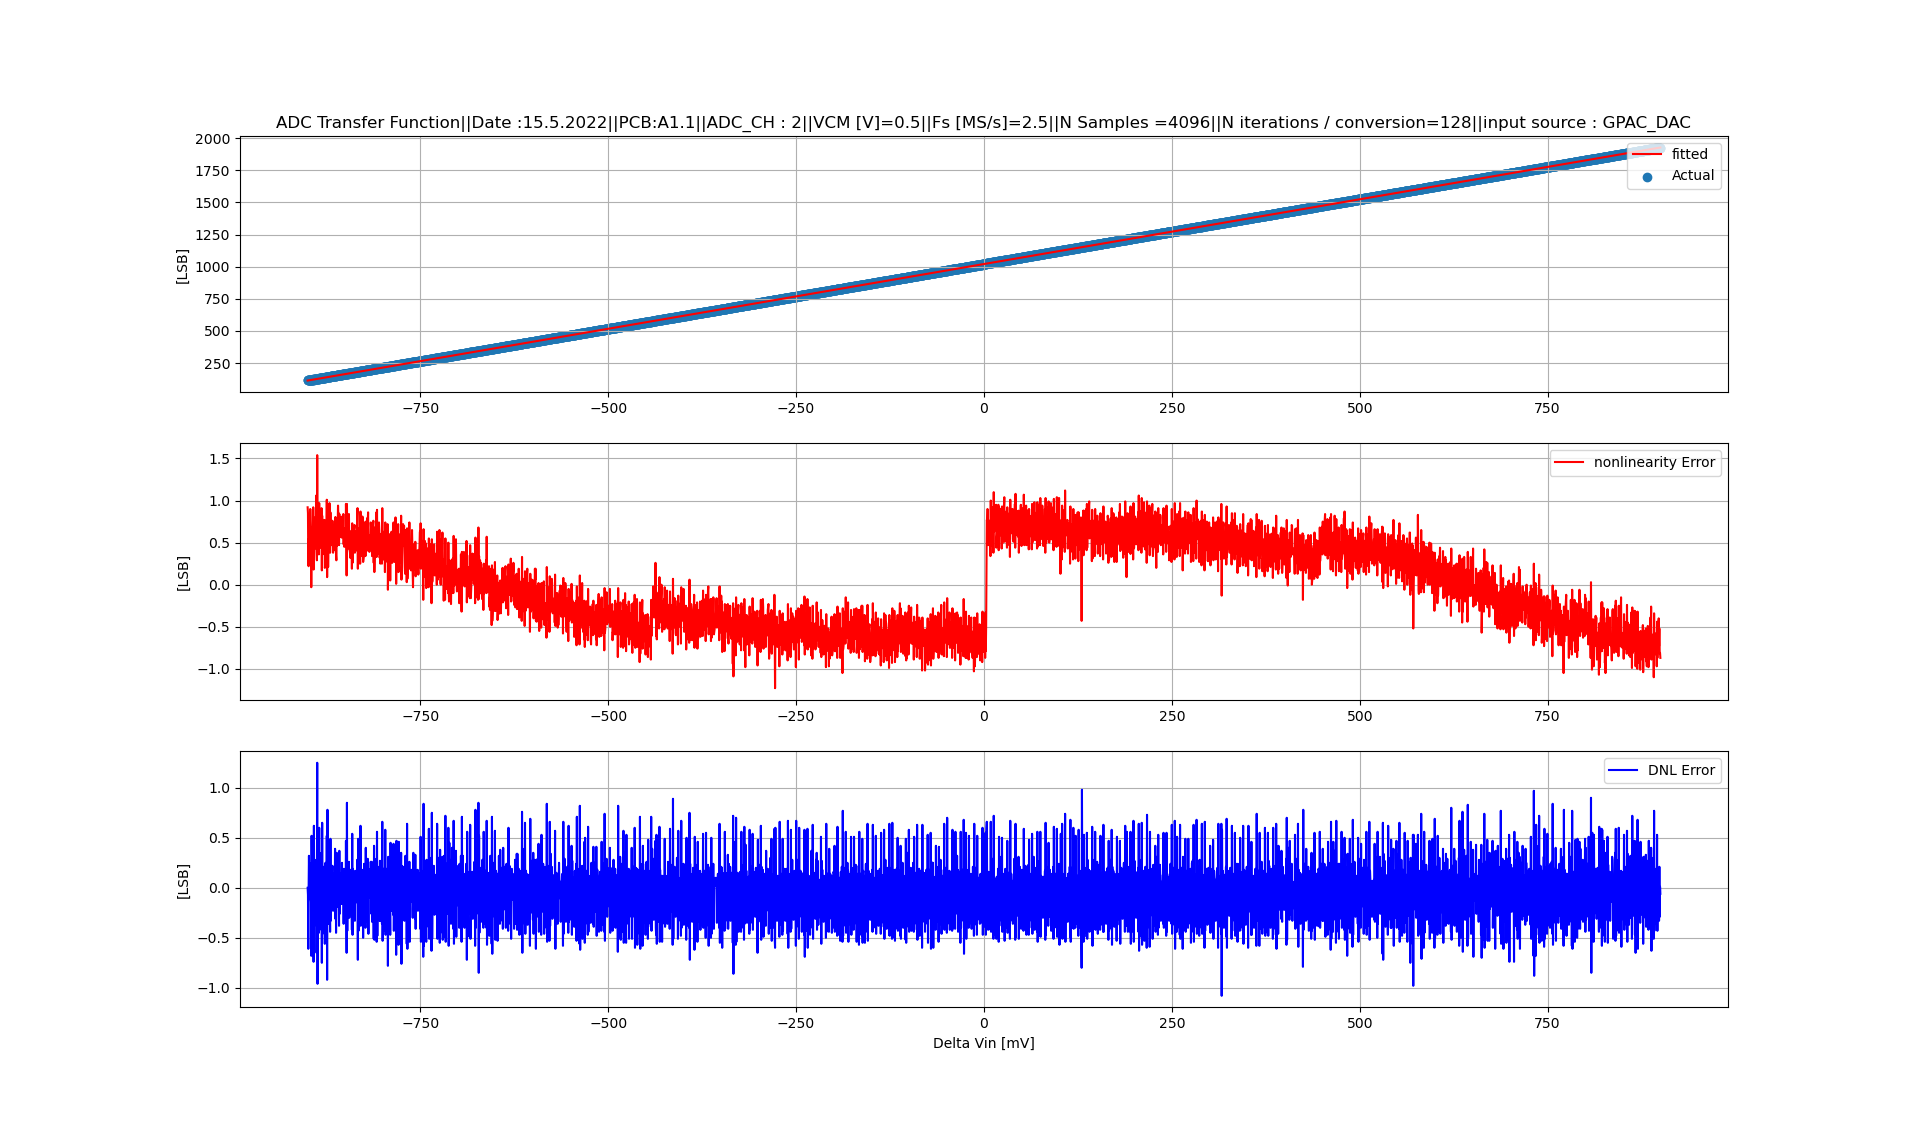 ADC Transfer Function||Date :15.5.2022||PCB:A1.1||ADC_CH : 2||VCM [V]=0.5||Fs [MS/s]=2.5||N Samples =4096||N iterations / conversion=128||input source : GPAC_DAC
2000
1750
1500
1250
1000
750
500
250
[LSB]
fitted
Actual
−750 −500 −250 0 250 500 750
1.5
1.0
0.5
0.0
−0.5
−1.0
[LSB]
nonlinearity Error
−750 −500 −250 0 250 500 750
1.0
0.5
0.0
−0.5
−1.0
[LSB]
DNL Error
−750 −500 −250 0 250 500 750
Delta Vin [mV]